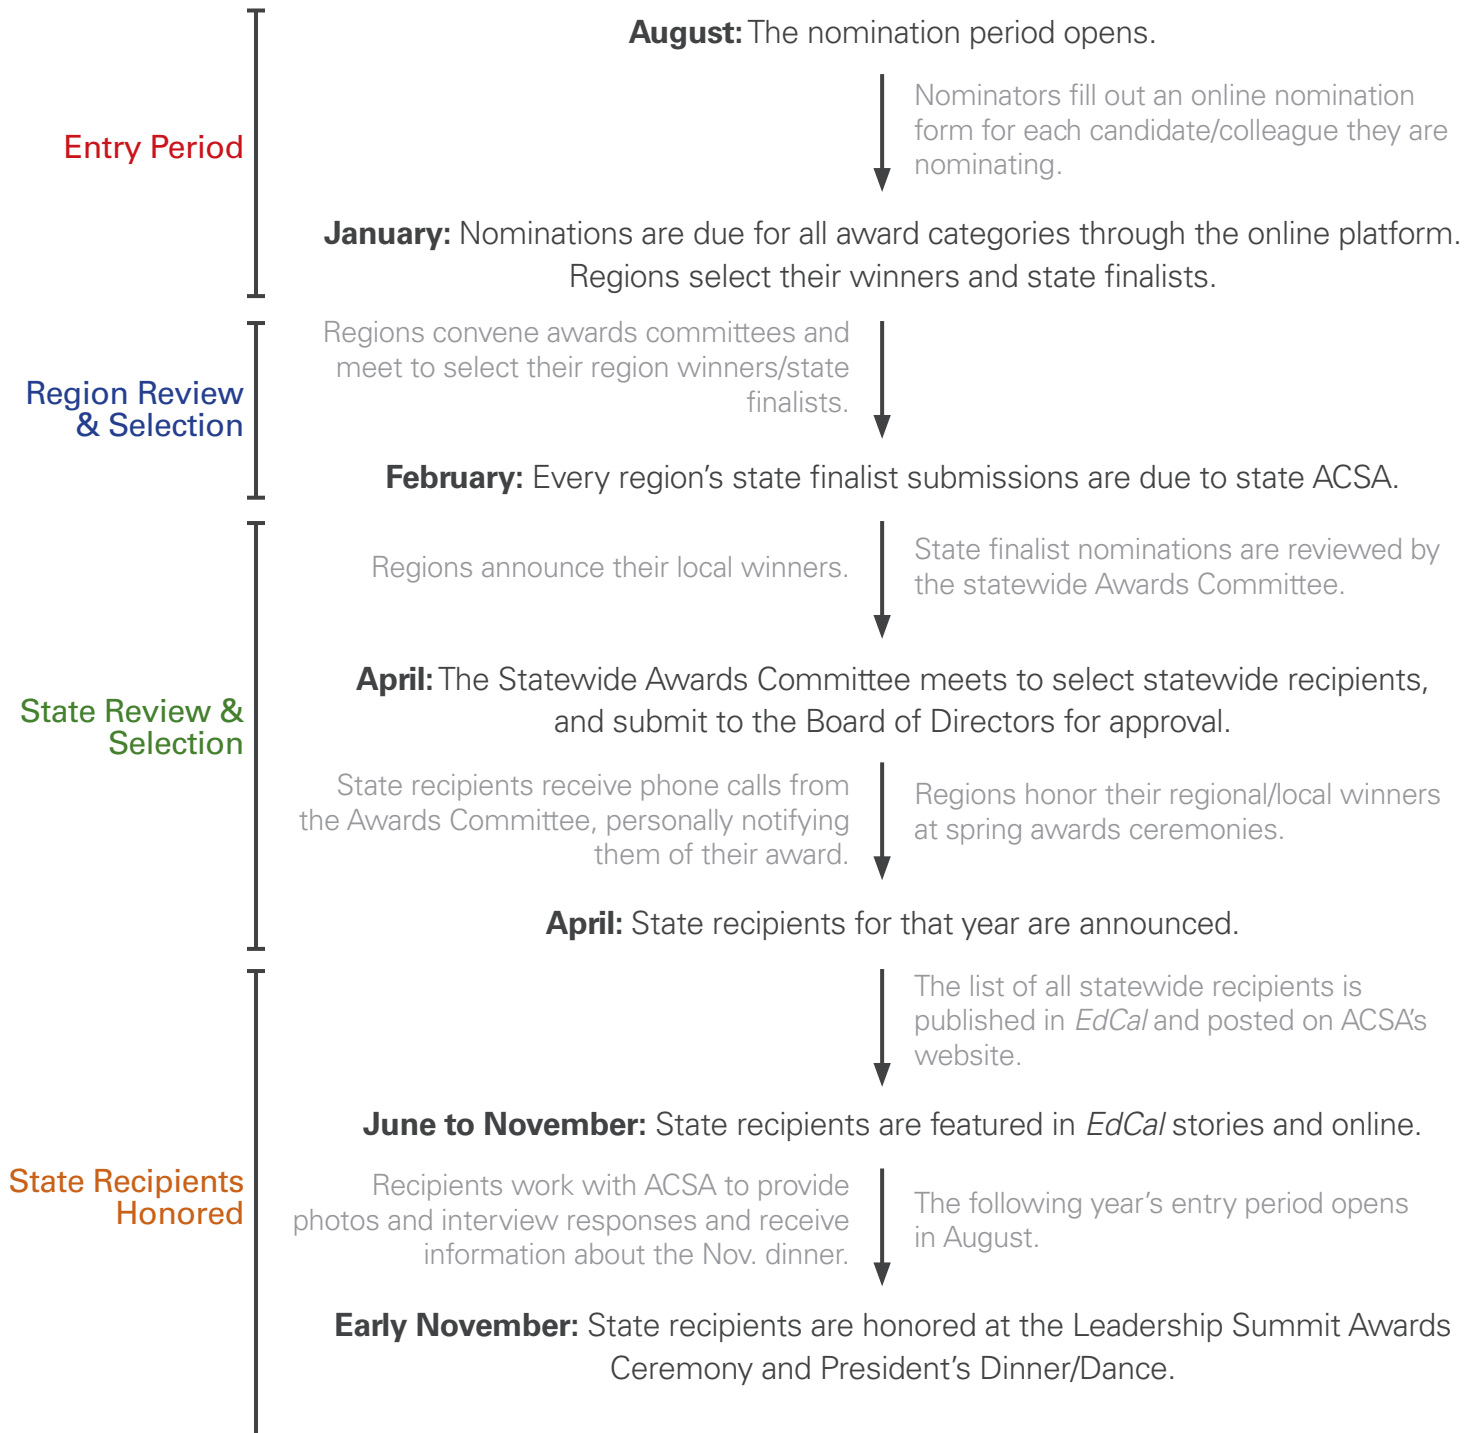 August: The nomination period opens.
Nominators fill out an online nomination
form for each candidate/colleague they are
nominating.
Entry Period
January: Nominations are due for all award categories through the online platform.
Regions select their winners and state finalists.
Regions convene awards committees and
meet to select their region winners/state
finalists.
Region Review
& Selection
February: Every region’s state finalist submissions are due to state ACSA.
Regions announce their local winners.
State finalist nominations are reviewed by
the statewide Awards Committee.
April: The Statewide Awards Committee meets to select statewide recipients,
and submit to the Board of Directors for approval.
State Review &
Selection
State recipients receive phone calls from
the Awards Committee, personally notifying
them of their award.
Regions honor their regional/local winners
at spring awards ceremonies.
April: State recipients for that year are announced.
The list of all statewide recipients is
published in EdCal and posted on ACSA’s
website.
June to November: State recipients are featured in EdCal stories and online.
State Recipients
Honored
Recipients work with ACSA to provide
photos and interview responses and receive
information about the Nov. dinner.
The following year’s entry period opens
in August.
Early November: State recipients are honored at the Leadership Summit Awards
Ceremony and President’s Dinner/Dance.